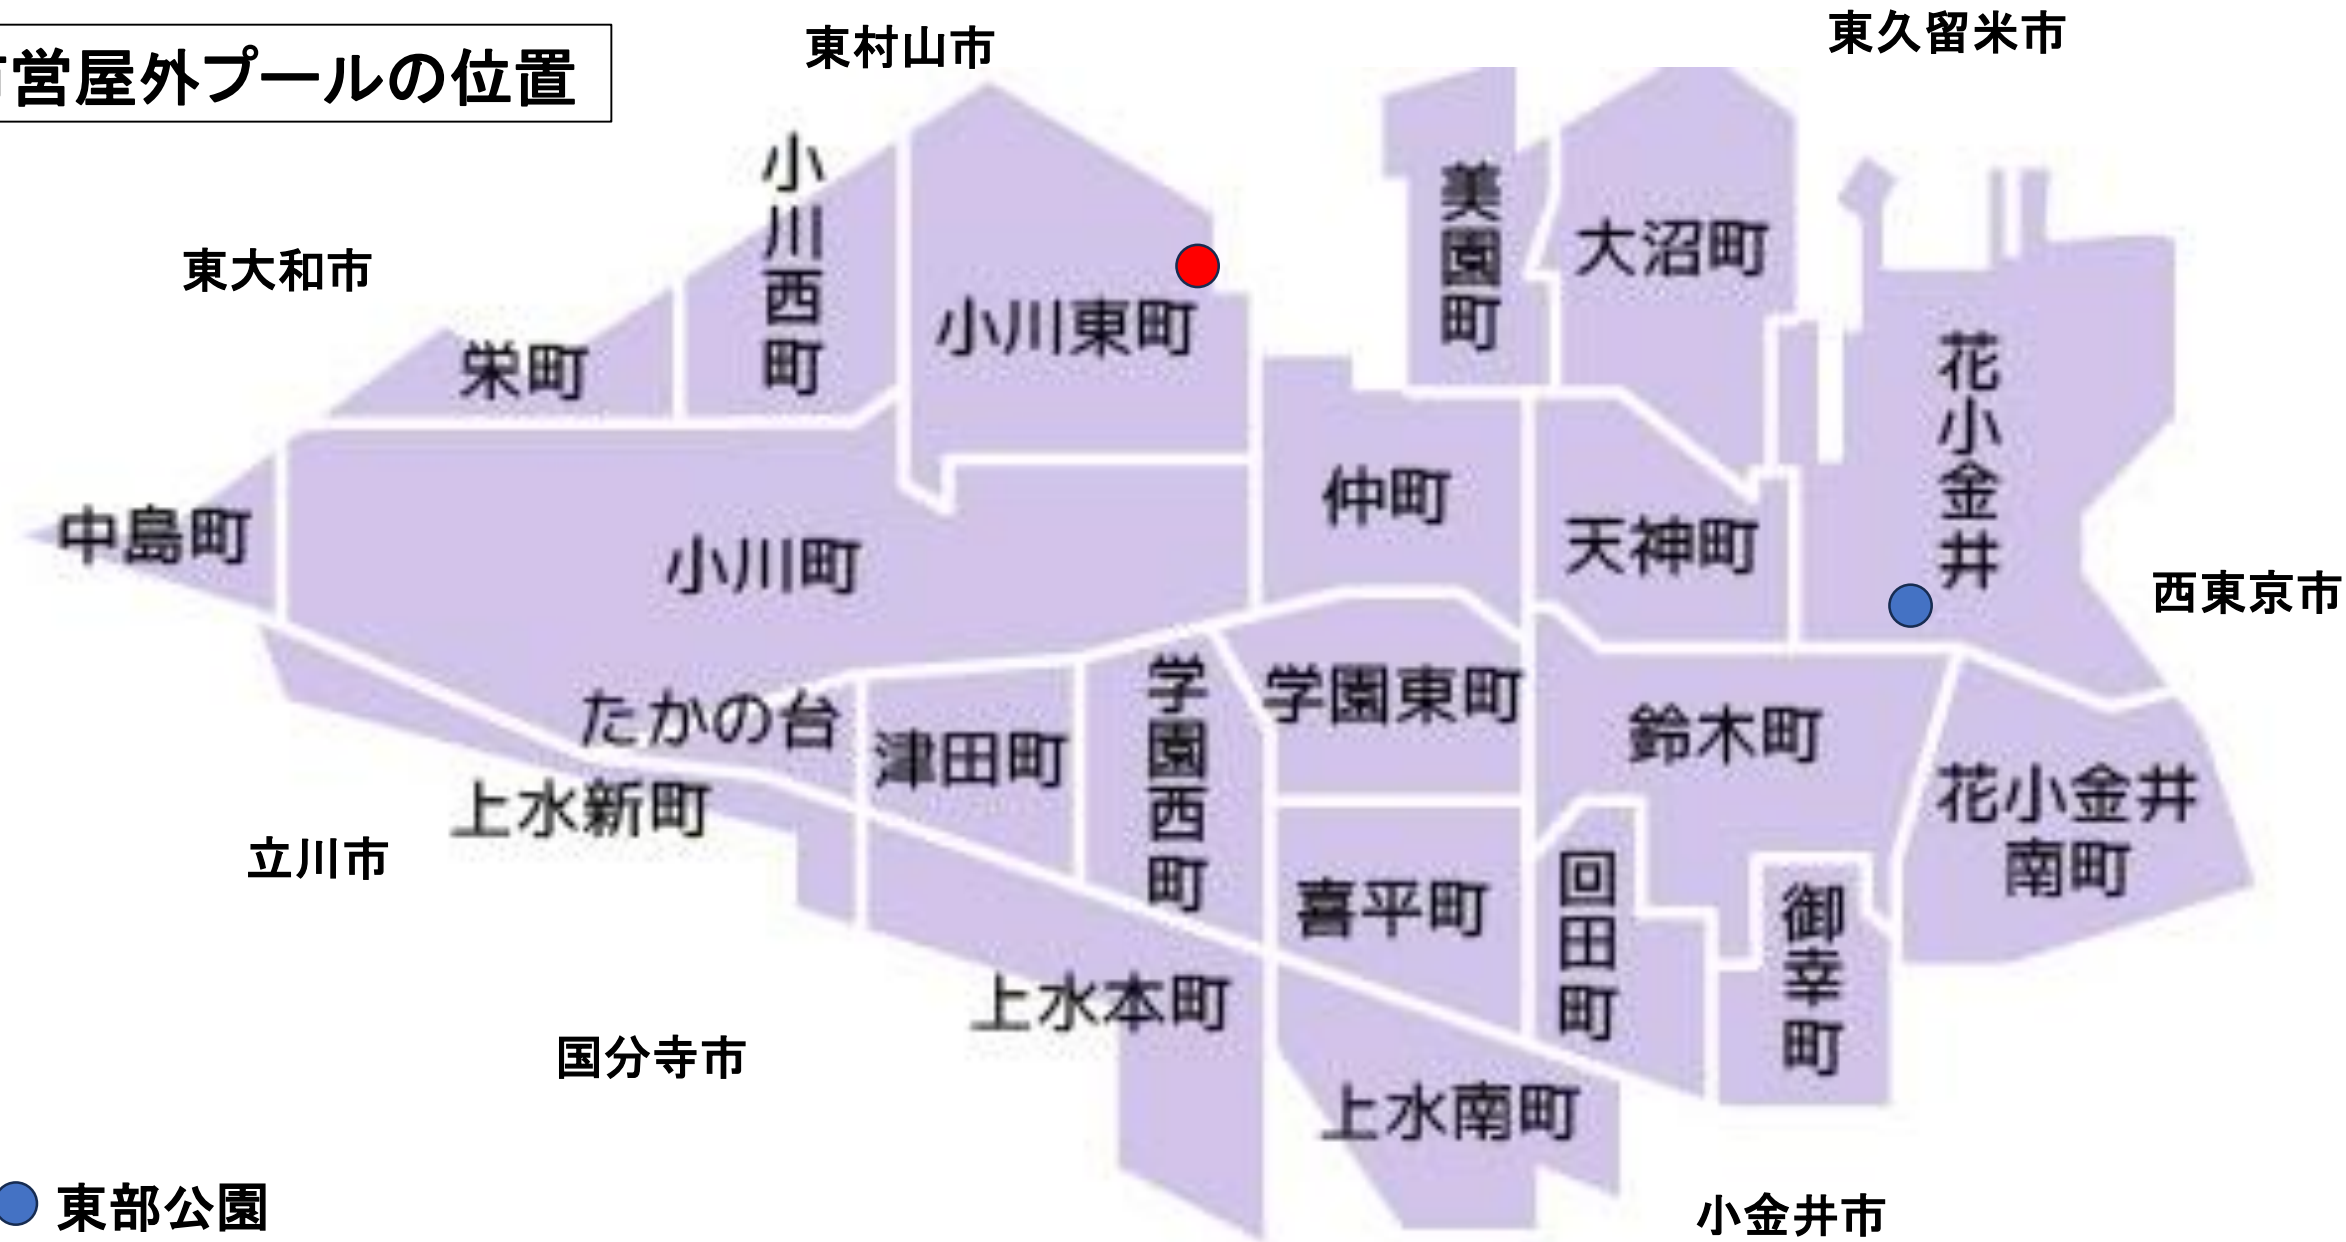 営屋外プールの位置
東村山市
東久留米市
小川西町
美園町
大沼町
東大和市
小川東町
栄町
花小金井
仲町
中島町
天神町
小川町
西東京市
学園西町
学園東町
たかの台
津田町
鈴木町
上水新町
花小金井
南町
立川市
回田町
喜平町
御幸町
上水本町
国分寺市
上水南町
東部公園
小金井市